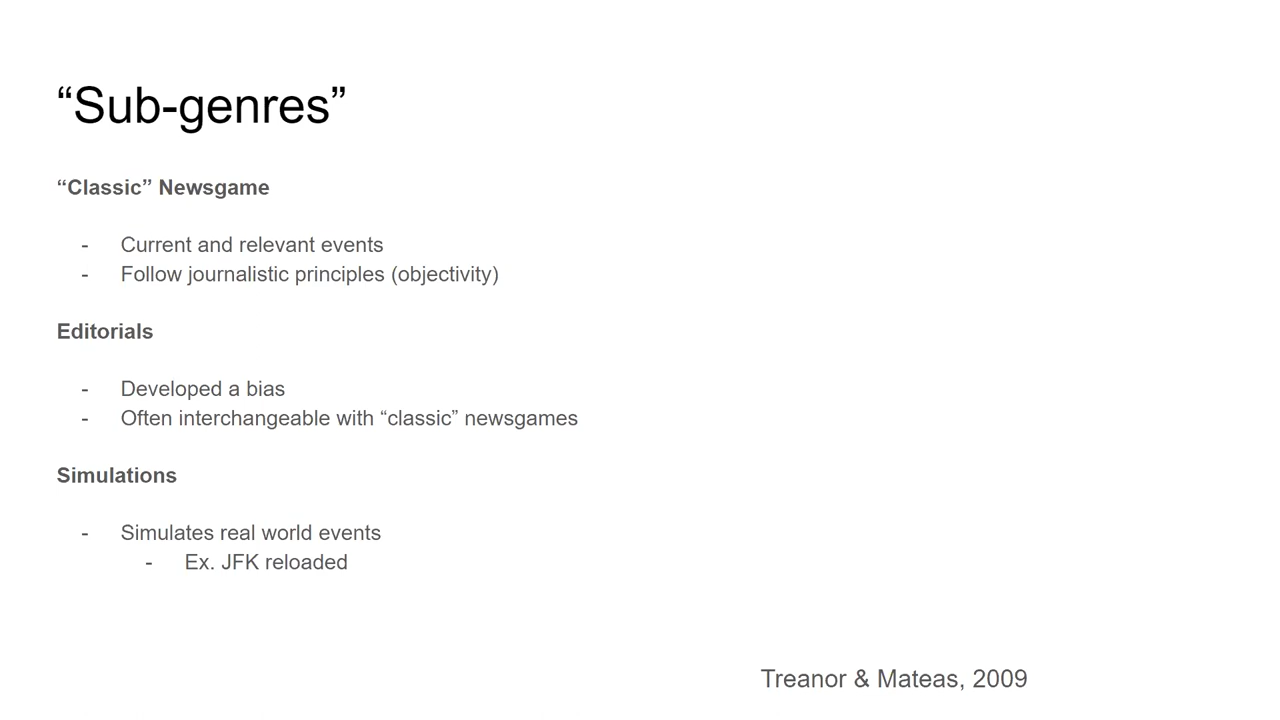 “Sub-genres”
“Classic” Newsgame
- Current and relevant events
- Follow journalistic principles (objectivity)
Editorials
- Developed a bias
- Often interchangeable with “classic” newsgames
Simulations
- Simulates real world events
- Ex. JFK reloaded
Treanor & Mateas, 2009